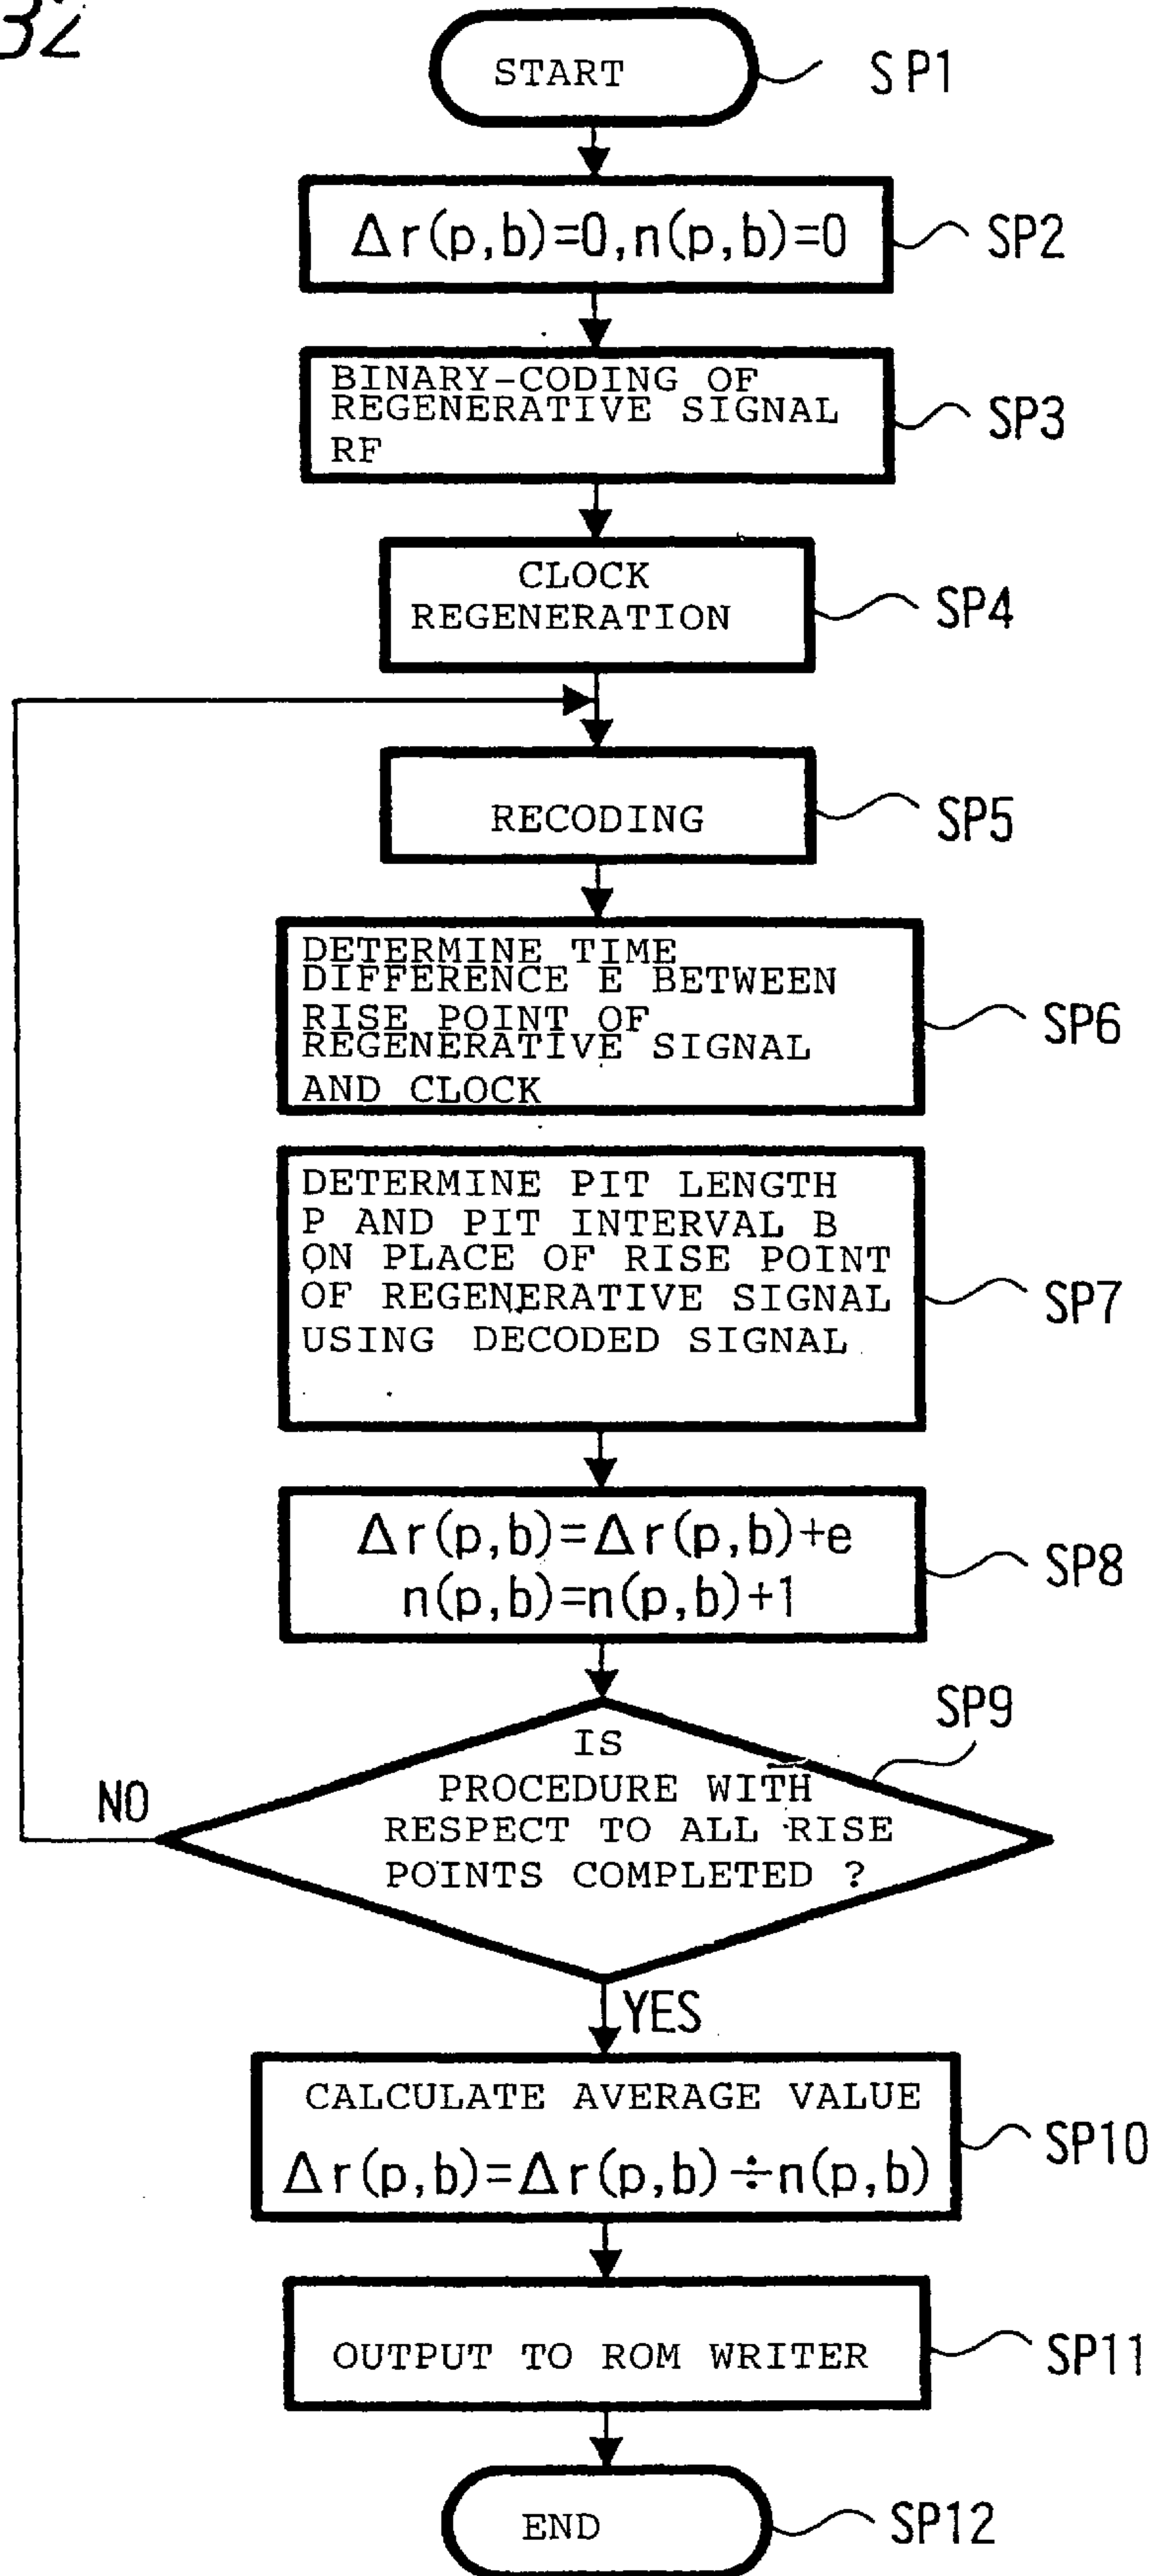 32
START
SP1
Δr(p,b)=0,n(p,b)=0
SP2
BINARY-CODING OF
REGENERATIVE SIGNAL
RF
SP3
CLOCK
REGENERATION
SP4
RECODING
SP5
DETERMINE TIME
DIFFERENCE E BETWEEN
RISE POINT OF
REGENERATIVE SIGNAL
AND CLOCK
SP6
DETERMINE PIT LENGTH
P AND PIT INTERVAL B
ON PLACE OF RISE POINT
OF REGENERATIVE SIGNAL
USING DECODED SIGNAL
SP7
Δr(p,b)=Δr(p,b)+e
n(p,b)=n(p,b)+1
SP8
SP9
IS
PROCEDURE WITH
RESPECT TO ALL RISE
POINTS COMPLETED ?
NO
YES
CALCULATE AVERAGE VALUE
Δr(p,b)=Δr(p,b)÷n(p,b)
SP10
OUTPUT TO ROM WRITER
SP11
END
SP12